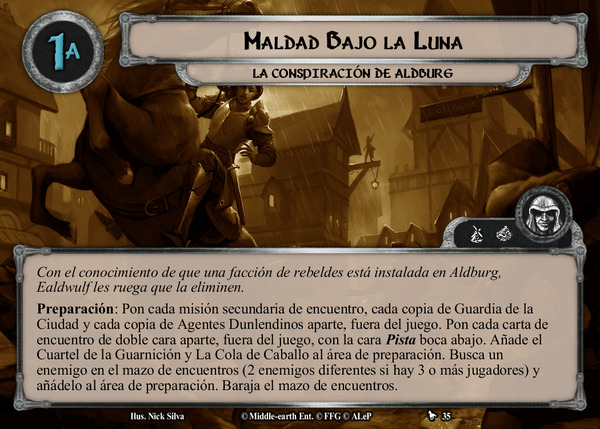 1A
MALDAD BAJO LA LUNA
LA CONSPIRACIÓN DE ALDBURG
Con el conocimiento de que una facción de rebeldes está instalada en Aldburg,
Ealdwulf les ruega que la eliminen.
Preparación: Pon cada misión secundaria de encuentro, cada copia de Guardia de la
Ciudad y cada copia de Agentes Dunlendinos aparte, fuera del juego. Pon cada carta de
encuentro de doble cara aparte, fuera del juego, con la cara Pista boca abajo. Añade el
Cuartel de la Guarnición y La Cola de Caballo al área de preparación. Busca un
enemigo en el mazo de encuentros (2 enemigos diferentes si hay 3 o más jugadores) y
añádelo al área de preparación. Baraja el mazo de encuentros.
Ilus. Nick Silva © Middle-earth Ent. © FFG © ALeP 35